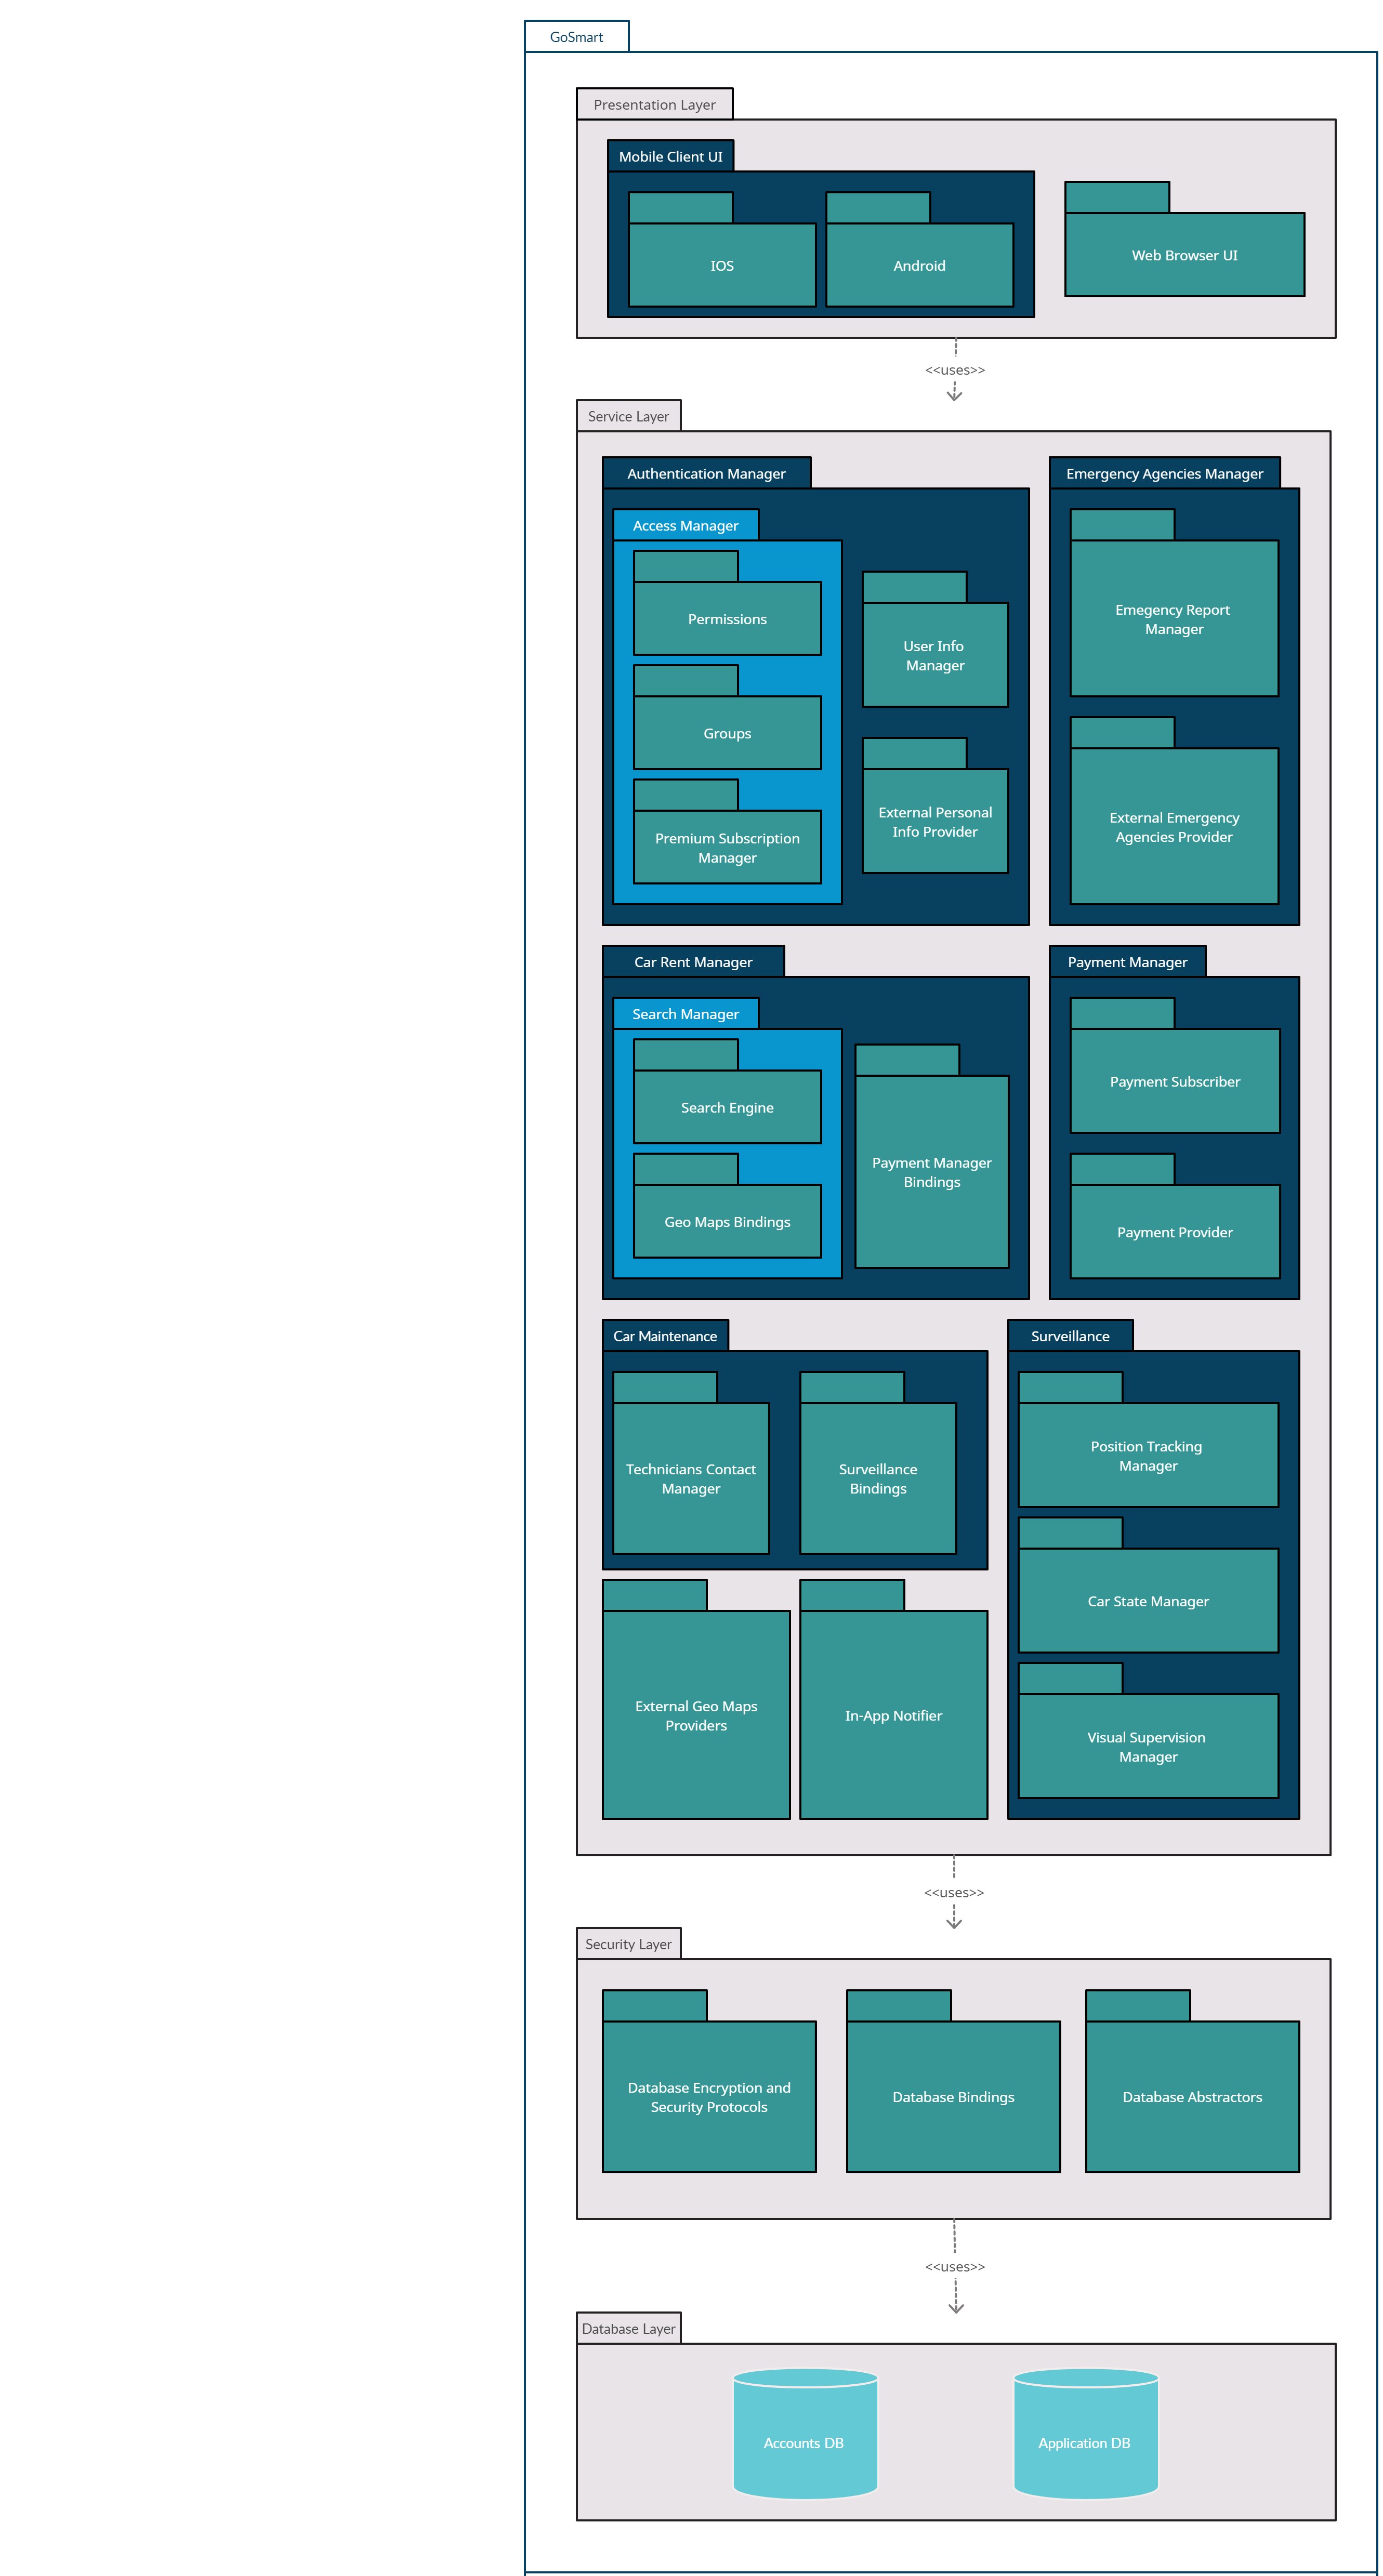 GoSmart
Presentation Layer
Mobile Client UI
IOS
Android
Web Browser UI
<<uses>>
Service Layer
Authentication Manager
Access Manager
Permissions
Groups
Premium Subscription
Manager
User Info
Manager
External Personal
Info Provider
Emergency Agencies Manager
Emegency Report
Manager
External Emergency
Agencies Provider
Car Rent Manager
Search Manager
Search Engine
Geo Maps Bindings
Payment Manager
Bindings
Payment Manager
Payment Subscriber
Payment Provider
Car Maintenance
Technicians Contact
Manager
Surveillance
Bindings
External Geo Maps
Providers
In-App Notifier
Surveillance
Position Tracking
Manager
Car State Manager
Visual Supervision
Manager
<<uses>>
Security Layer
Database Encryption and
Security Protocols
Database Bindings
Database Abstractors
<<uses>>
Database Layer
Accounts DB
Application DB